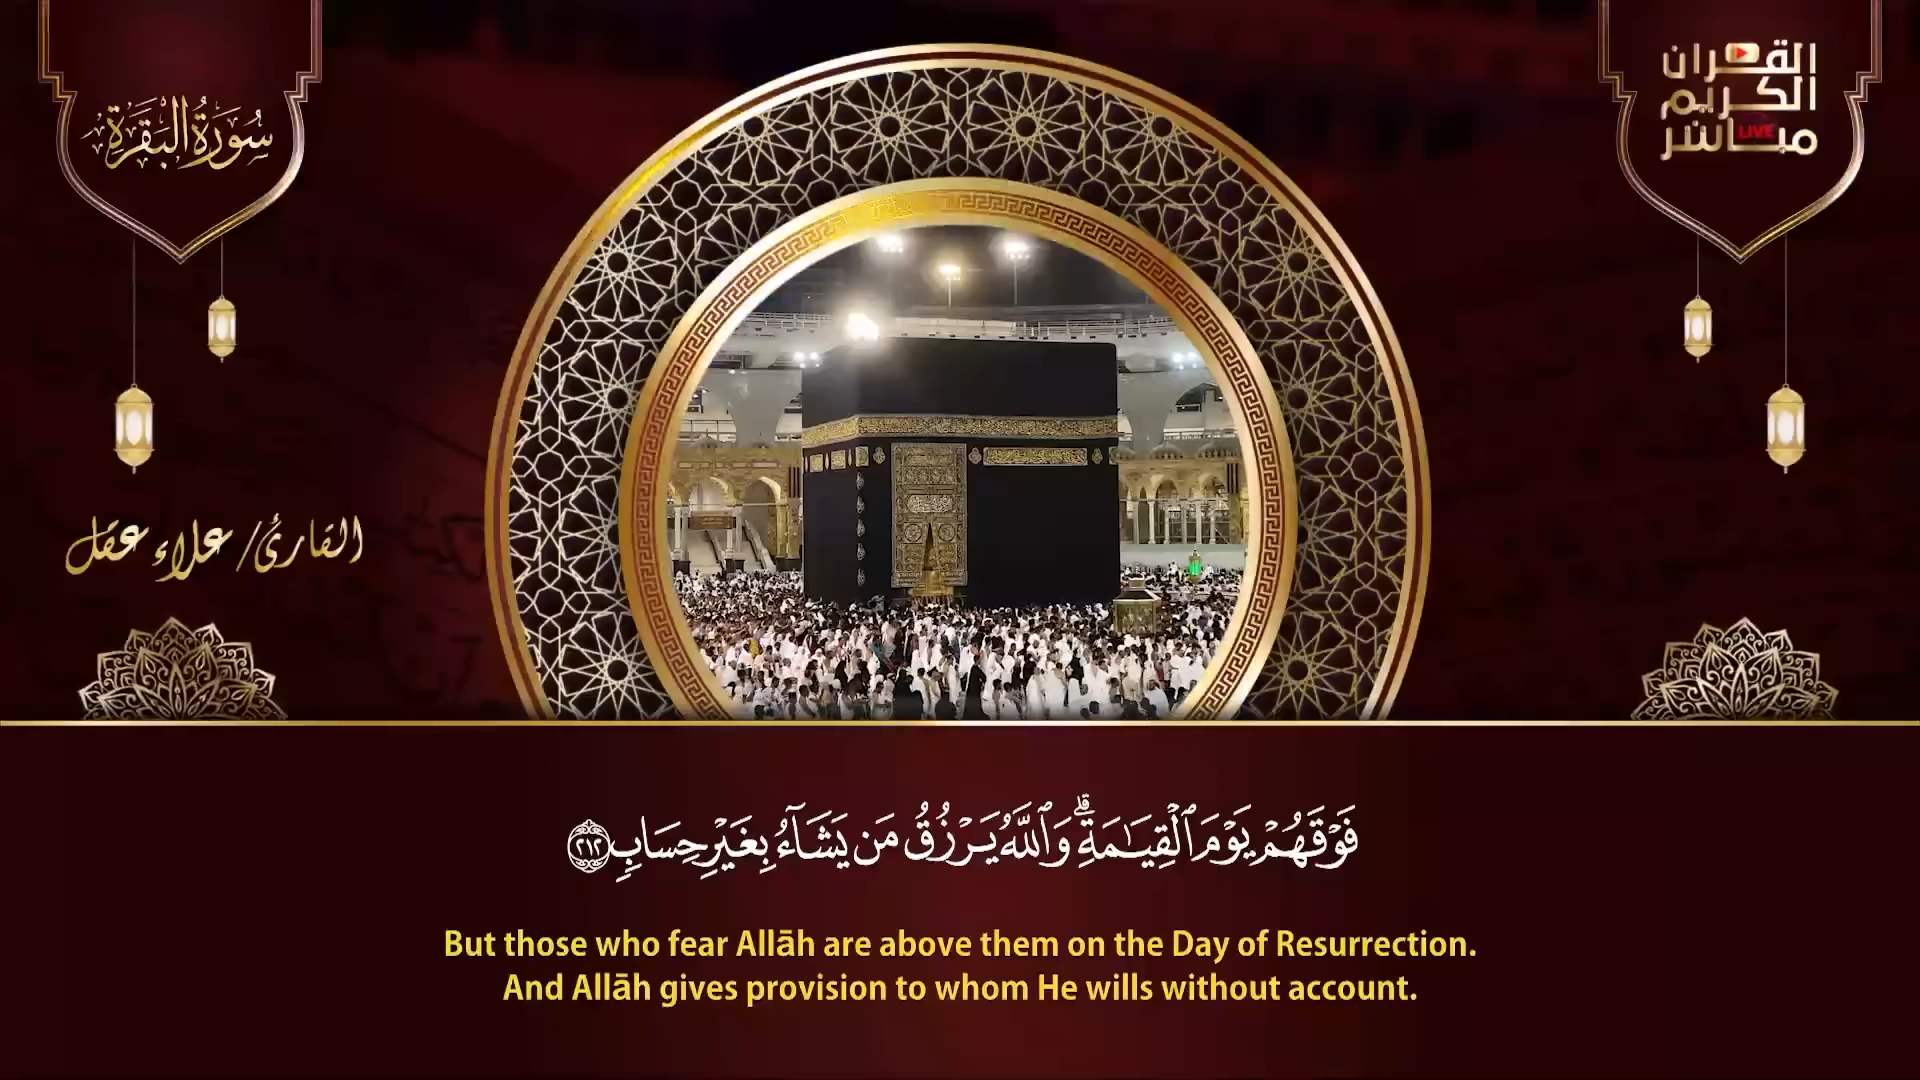 سُورَةُ البَقَرَةِ
القرآن
الكريم
مباشر
LIVE
القارئ/ علاء عقل
فَوْقَهُمْ يَوْمَ ٱلْقِيَـٰمَةِ ۗ وَٱللَّهُ يَرْزُقُ مَن يَشَآءُ بِغَيْرِ حِسَابٍ ٢١٢
But those who fear Allāh are above them on the Day of Resurrection.
And Allāh gives provision to whom He wills without account.